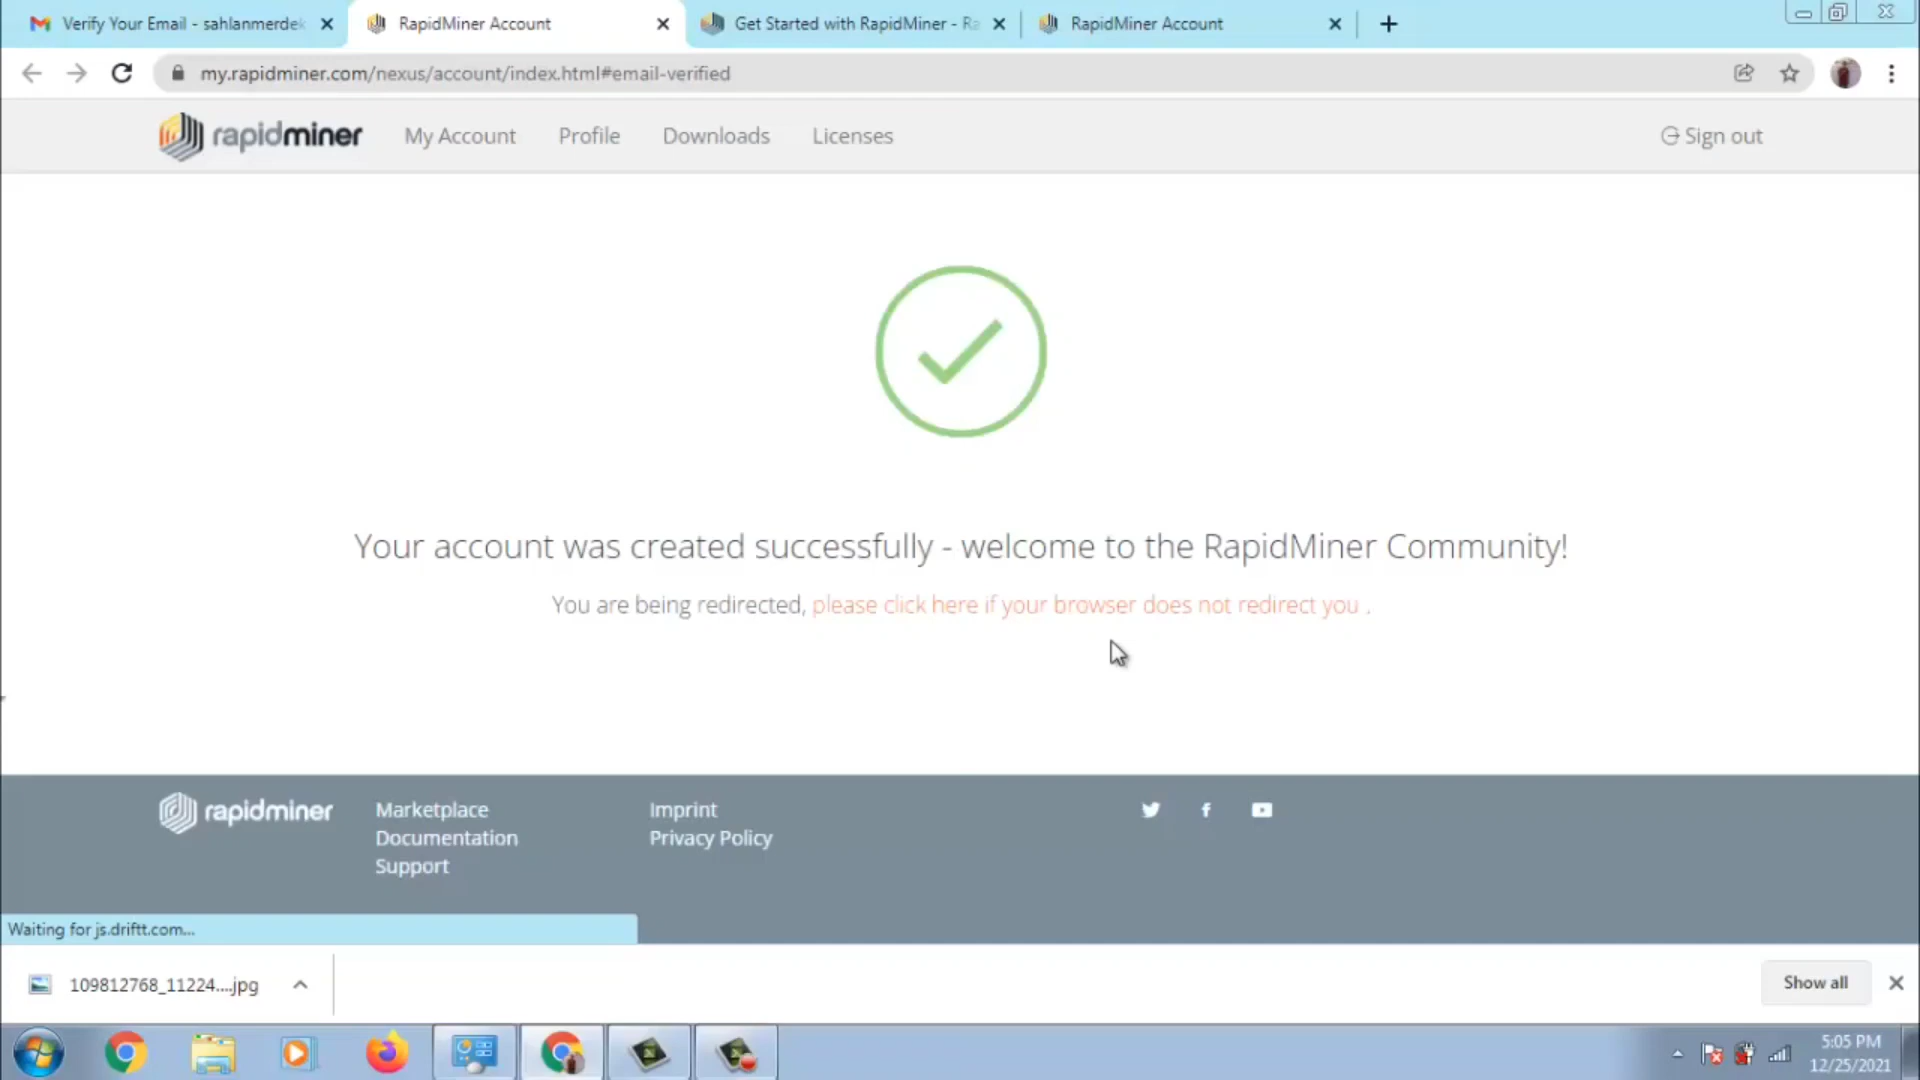 Verify Your Email - sahlanmerdek
RapidMiner Account
Get Started with RapidMiner - Ra
RapidMiner Account
my.rapidminer.com/nexus/account/index.html#email-verified
rapidminer
My Account
Profile
Downloads
Licenses
Sign out
Your account was created successfully - welcome to the RapidMiner Community!
You are being redirected, please click here if your browser does not redirect you .
rapidminer
Marketplace
Documentation
Support
Imprint
Privacy Policy
Waiting for js.driftt.com...
109812768_11224....jpg
Show all
5:05 PM
12/25/2021